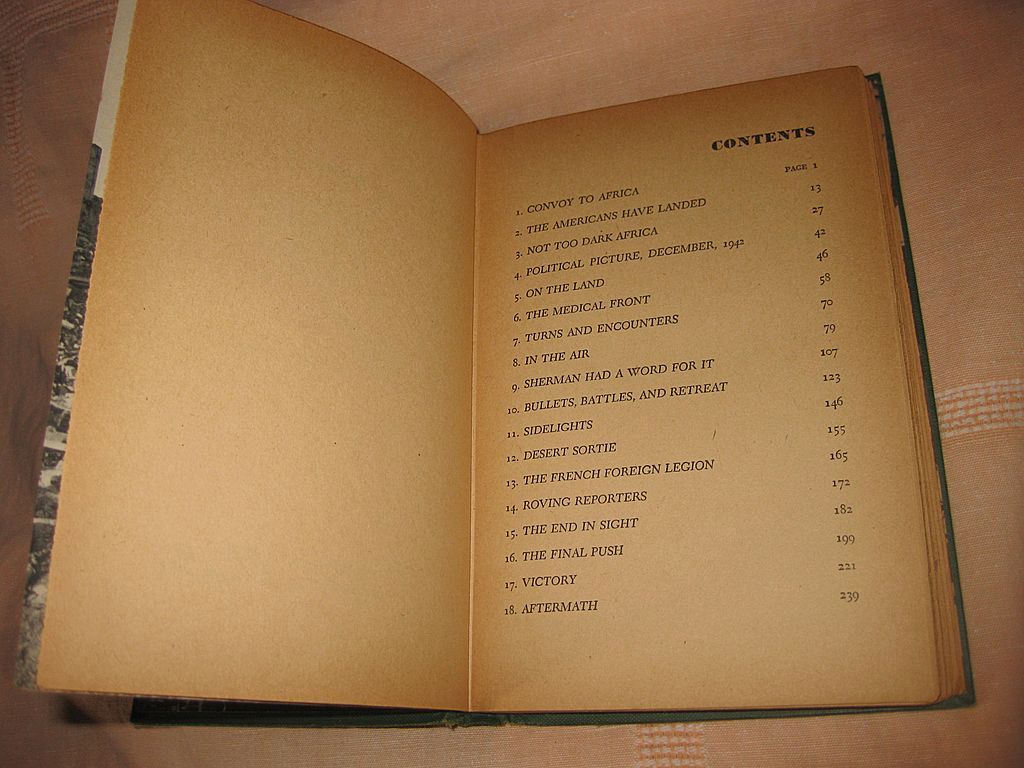 CONTENTS
1. CONVOY TO AFRICA PAGE 1
2. THE AMERICANS HAVE LANDED 13
3. NOT TOO DARK AFRICA 27
4. POLITICAL PICTURE, DECEMBER, 1942 42
5. ON THE LAND 46
6. THE MEDICAL FRONT 58
7. TURNS AND ENCOUNTERS 70
8. IN THE AIR 79
9. SHERMAN HAD A WORD FOR IT 107
10. BULLETS, BATTLES, AND RETREAT 123
11. SIDELIGHTS 146
12. DESERT SORTIE 155
13. THE FRENCH FOREIGN LEGION 165
14. ROVING REPORTERS 172
15. THE END IN SIGHT 182
16. THE FINAL PUSH 199
17. VICTORY 221
18. AFTERMATH 239